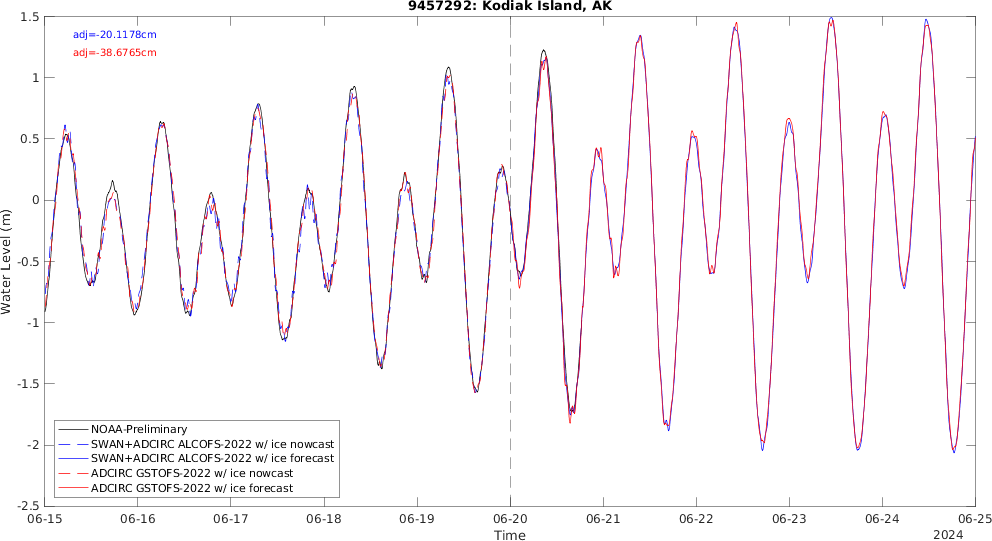 9457292: Kodiak Island, AK
adj=-20.1178cm
adj=-38.6765cm
Water Level (m)
1.5
1
0.5
0
-0.5
-1
-1.5
-2
-2.5
NOAA-Preliminary
SWAN+ADCIRC ALCOFS-2022 w/ ice nowcast
SWAN+ADCIRC ALCOFS-2022 w/ ice forecast
ADCIRC GSTOFS-2022 w/ ice nowcast
ADCIRC GSTOFS-2022 w/ ice forecast
06-15 06-16 06-17 06-18 06-19 06-20 06-21 06-22 06-23 06-24 06-25
Time
2024